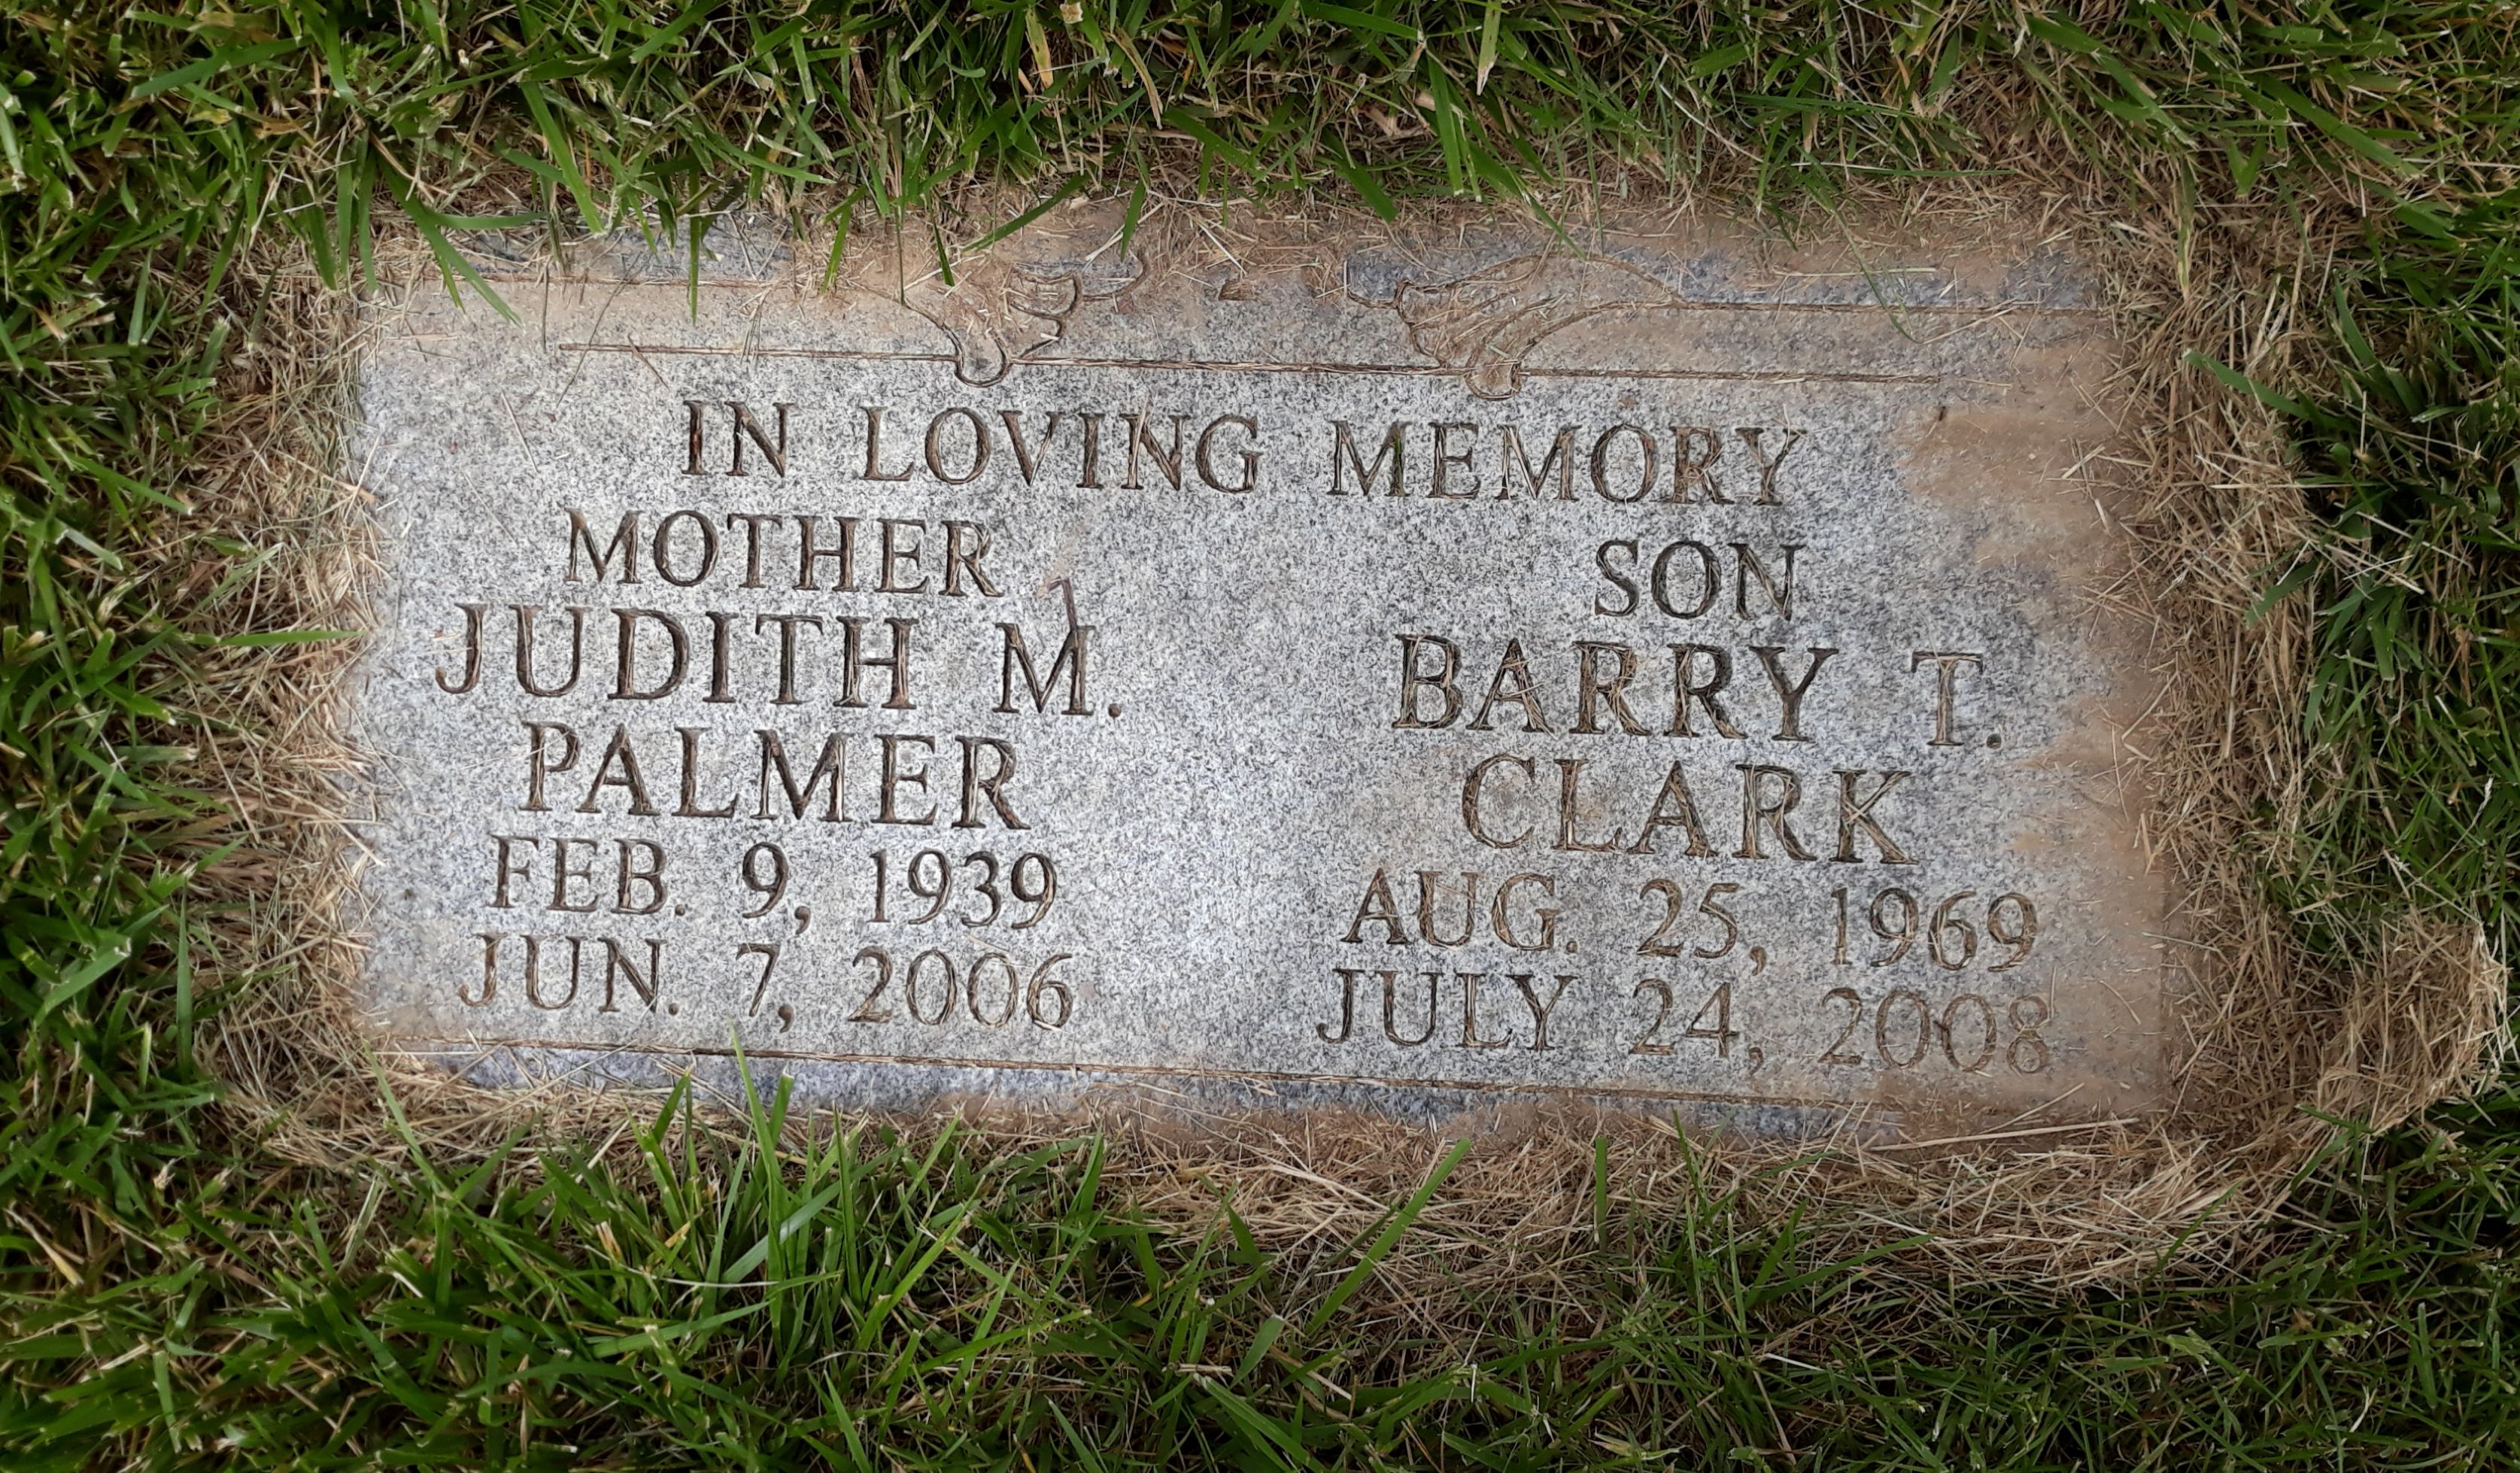 IN LOVING MEMORY
MOTHER
JUDITH M.
PALMER
FEB. 9, 1939
JUN. 7, 2006
SON
BARRY T.
CLARK
AUG. 25, 1969
JULY 24, 2008